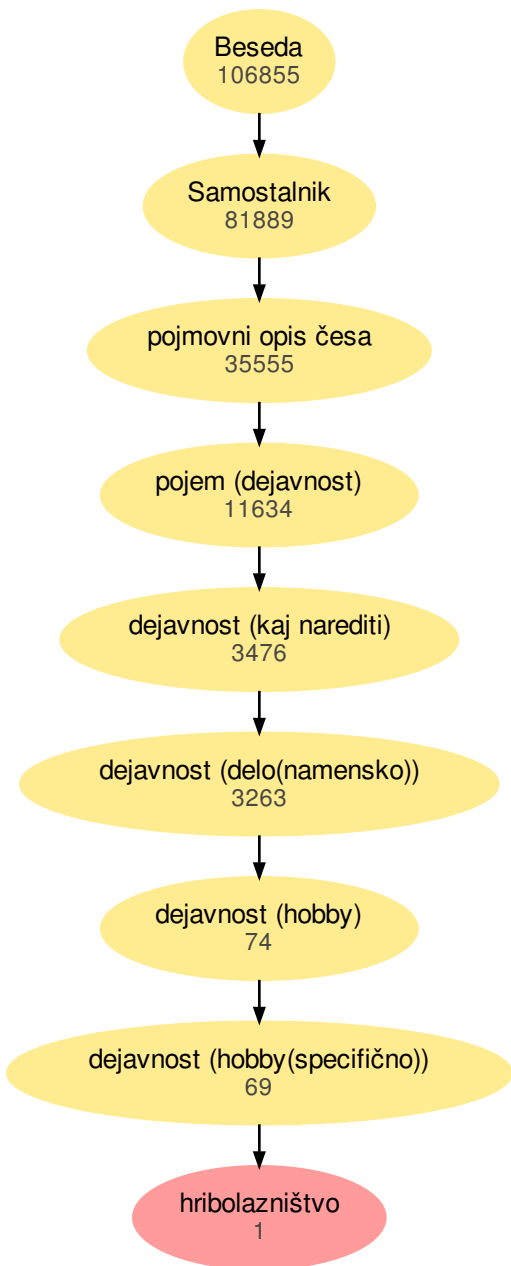 Beseda
106855
Samostalnik
81889
pojmovni opis česa
35555
pojem (dejavnost)
11634
dejavnost (kaj narediti)
3476
dejavnost (delo(namensko))
3263
dejavnost (hobby)
74
dejavnost (hobby(specifično))
69
hribolazništvo
1